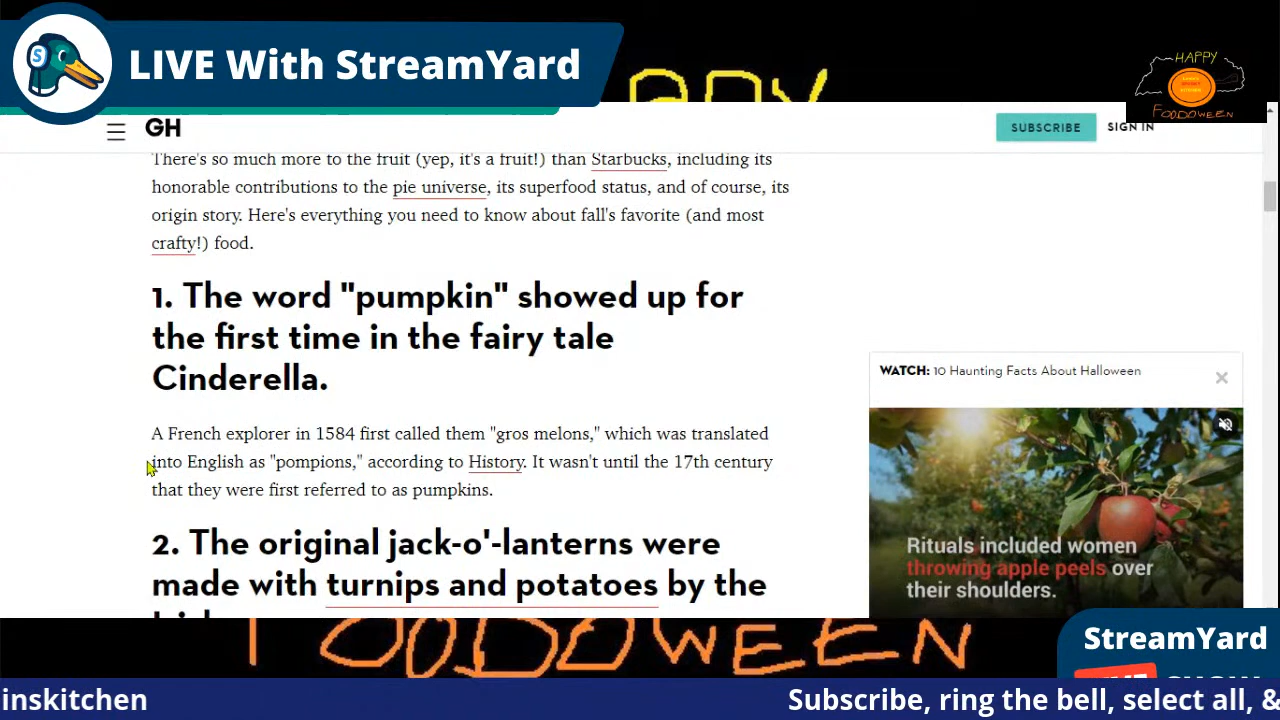 LIVE With StreamYard
HAPPY
FOODOWEEN
GH
SUBSCRIBE
SIGN IN
There's so much more to the fruit (yep, it's a fruit!) than Starbucks, including its
honorable contributions to the pie universe, its superfood status, and of course, its
origin story. Here's everything you need to know about fall's favorite (and most
crafty!) food.
1. The word "pumpkin" showed up for
the first time in the fairy tale
Cinderella.
A French explorer in 1584 first called them "gros melons," which was translated
into English as "pompions," according to History. It wasn't until the 17th century
that they were first referred to as pumpkins.
2. The original jack-o'-lanterns were
made with turnips and potatoes by the
WATCH: 10 Haunting Facts About Halloween
Rituals included women
throwing apple peels over
their shoulders.
FOODOWEEN
StreamYard
inskitchen
Subscribe, ring the bell, select all, &